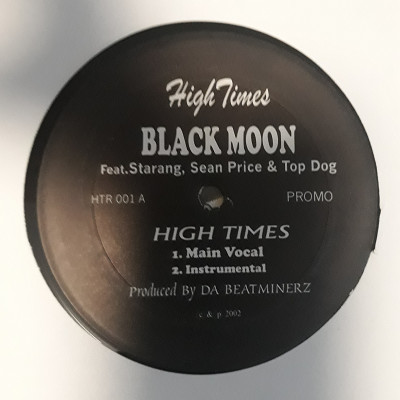 High Times
BLACK MOON
Feat.Starang, Sean Price & Top Dog
HTR 001 A PROMO
HIGH TIMES
1. Main Vocal
2. Instrumental
Produced By DA BEATMINERZ
c & p 2002